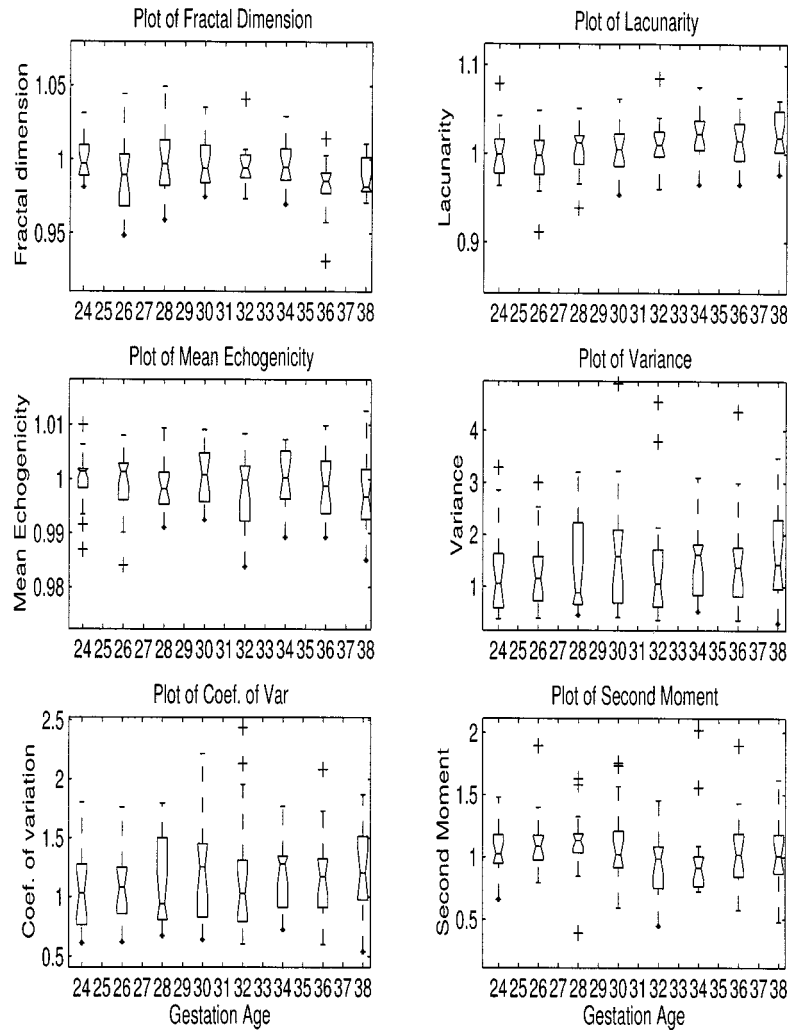 Plot of Fractal Dimension
1.05
1
0.95
Fractal dimension
24 25 26 27 28 29 30 31 32 33 34 35 36 37 38
Plot of Lacunarity
1.1
1
0.9
Lacunarity
24 25 26 27 28 29 30 31 32 33 34 35 36 37 38
Plot of Mean Echogenicity
1.01
1
0.99
0.98
Mean Echogenicity
24 25 26 27 28 29 30 31 32 33 34 35 36 37 38
Plot of Variance
4
3
2
1
Variance
24 25 26 27 28 29 30 31 32 33 34 35 36 37 38
Plot of Coef. of Var
2.5
2
1.5
1
0.5
Coef. of variation
24 25 26 27 28 29 30 31 32 33 34 35 36 37 38
Gestation Age
Plot of Second Moment
2
1.5
1
0.5
Second Moment
24 25 26 27 28 29 30 31 32 33 34 35 36 37 38
Gestation Age